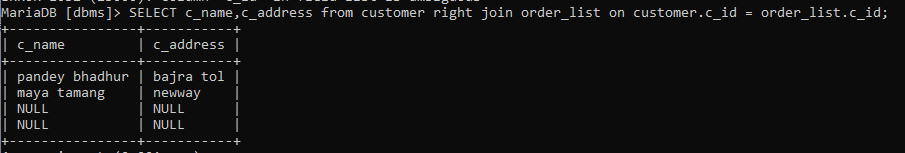 MariaDB [dbms]> SELECT c_name,c_address from customer right join order_list on customer.c_id = order_list.c_id;
+----------------+-----------+
| c_name         | c_address |
+----------------+-----------+
| pandey bhadhur | bajra tol |
| maya tamang    | newway    |
| NULL           | NULL      |
| NULL           | NULL      |
+----------------+-----------+